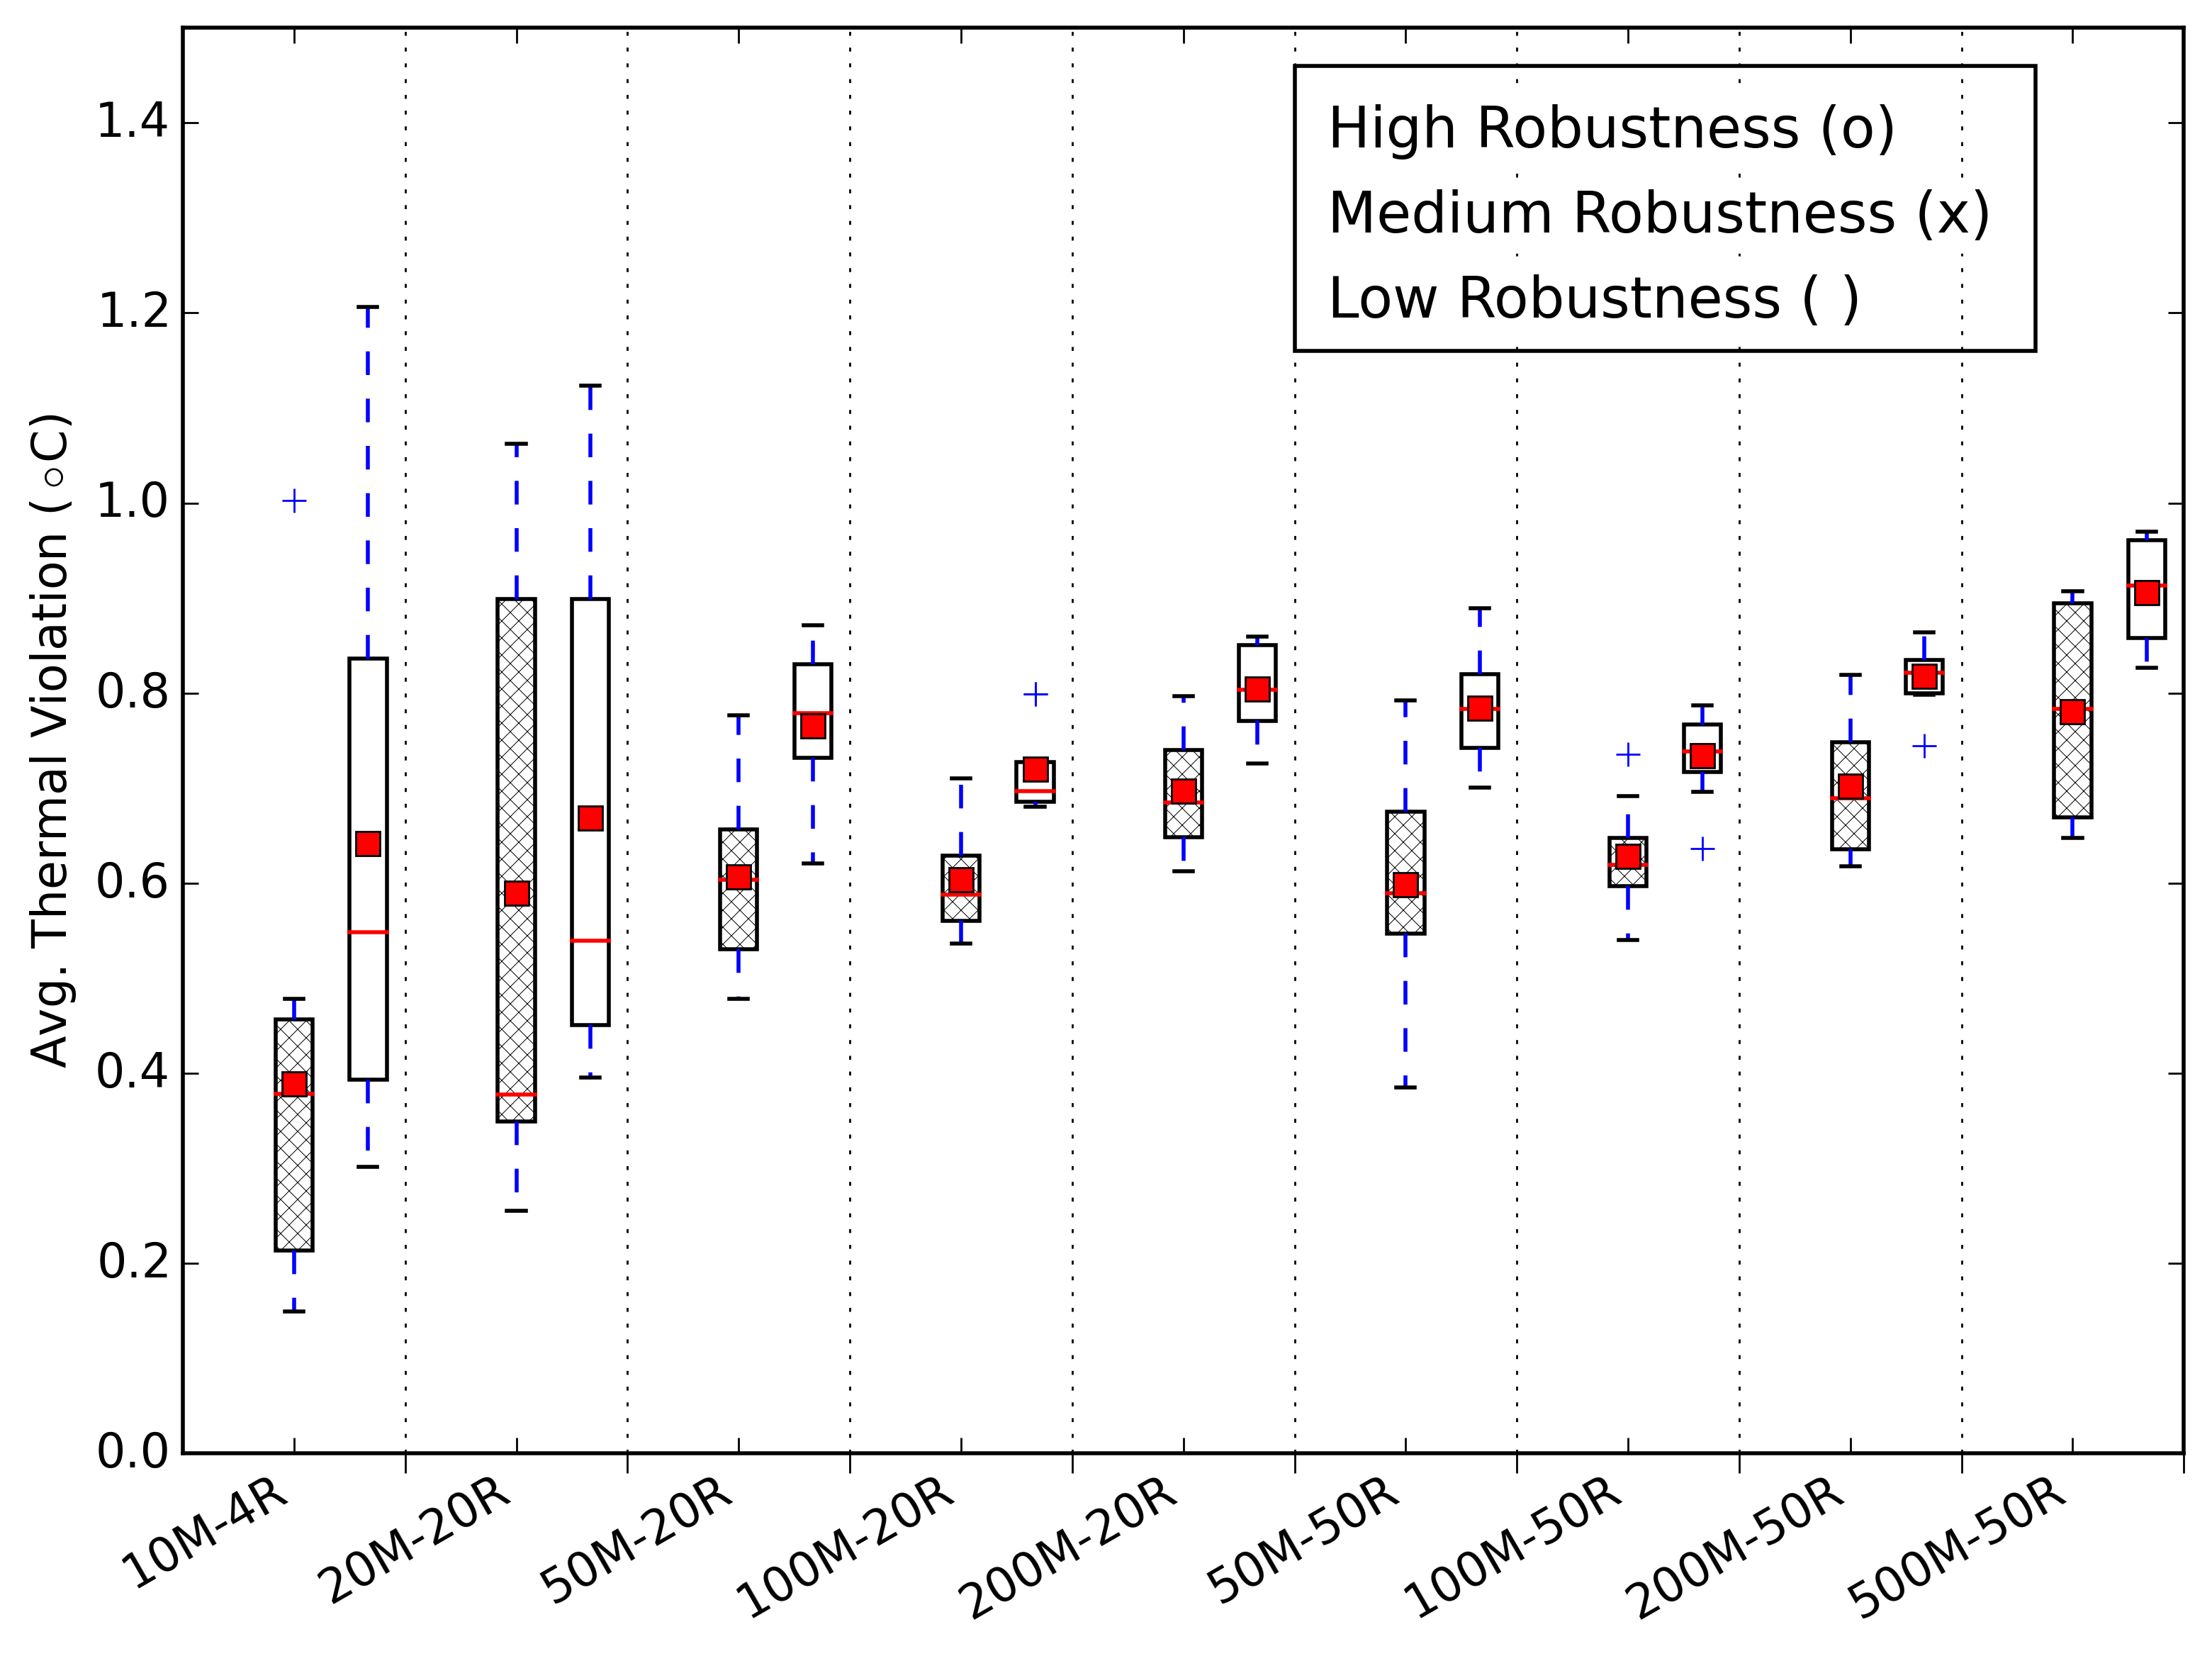 High Robustness (o)
Medium Robustness (x)
Low Robustness ( )
Avg. Thermal Violation (∘C)
1.4
1.2
1.0
0.8
0.6
0.4
0.2
0.0
10M-4R
20M-20R
50M-20R
100M-20R
200M-20R
50M-50R
100M-50R
200M-50R
500M-50R